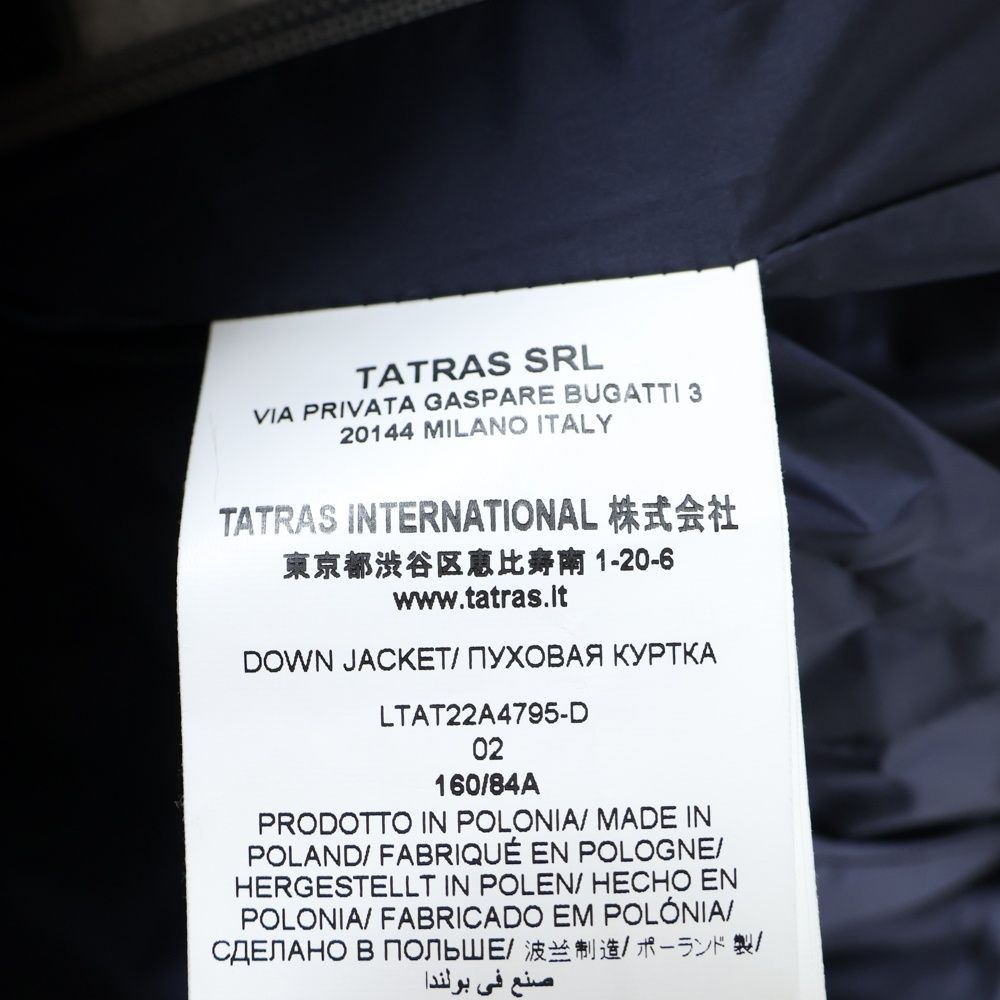 TATRAS SRL
VIA PRIVATA GASPARE BUGATTI 3
20144 MILANO ITALY
TATRAS INTERNATIONAL 株式会社
東京都渋谷区恵比寿南 1-20-6
www.tatras.it
DOWN JACKET/ ПУХОВАЯ КУРТКА
LTAT22A4795-D
02
160/84A
PRODOTTO IN POLONIA/ MADE IN
POLAND/ FABRIQUÉ EN POLOGNE/
HERGESTELLT IN POLEN/ HECHO EN
POLONIA/ FABRICADO EM POLÓNIA/
СДЕЛАНО В ПОЛЬШЕ/ 波兰制造/ ポーランド製/
صنع في بولندا